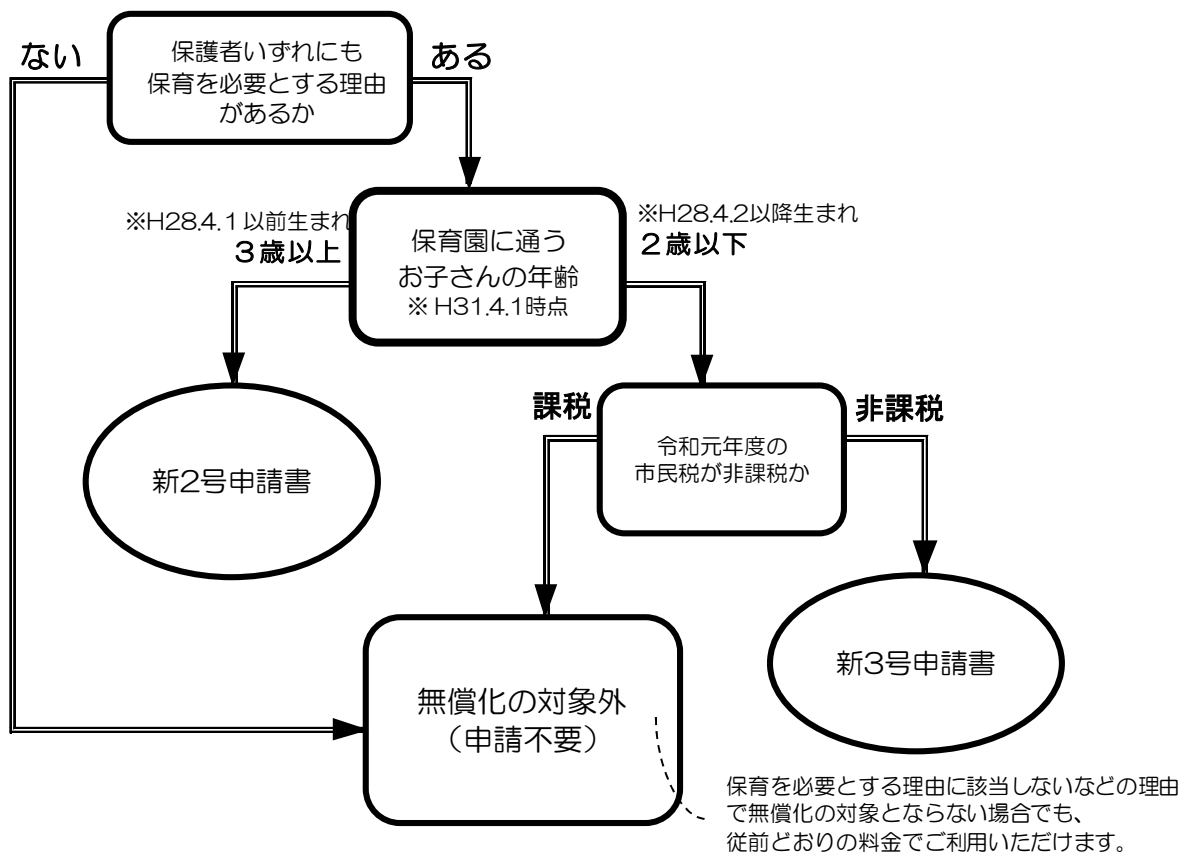 ない
保護者いずれにも
保育を必要とする理由
があるか
ある
※H28.4.1以前生まれ
３歳以上
保育園に通う
お子さんの年齢
※H31.4.1時点
※H28.4.2以降生まれ
２歳以下
新2号申請書
課税
令和元年度の
市民税が非課税か
非課税
新3号申請書
無償化の対象外
（申請不要）
保育を必要とする理由に該当しないなどの理由
で無償化の対象とならない場合でも、
従前どおりの料金でご利用いただけます。